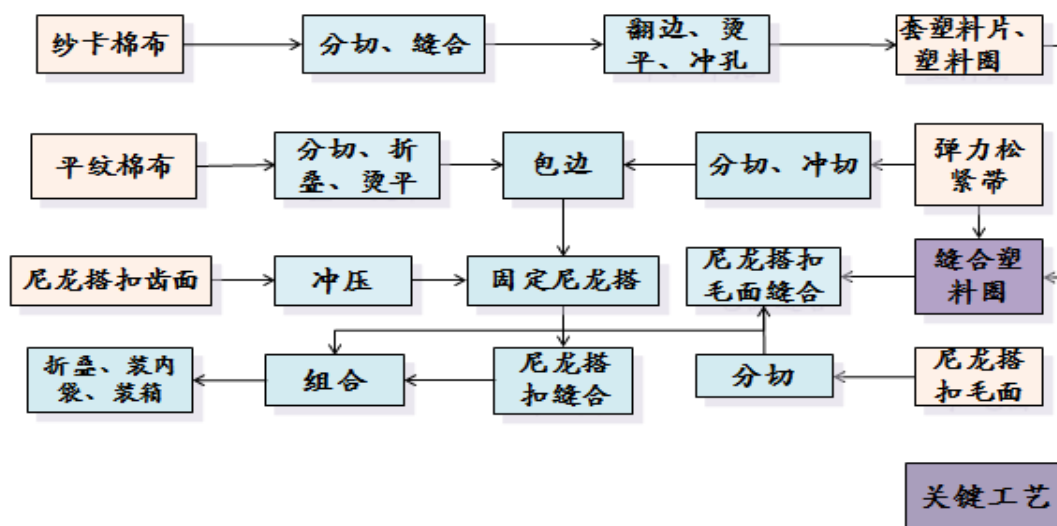 纱卡棉布
分切、缝合
翻边、烫
平、冲孔
套塑料片、
塑料圈
平纹棉布
分切、折
叠、烫平
包边
分切、冲切
弹力松
紧带
尼龙搭扣齿面
冲压
固定尼龙搭
尼龙搭扣
毛面缝合
缝合塑
料圈
折叠、装内
袋、装箱
组合
尼龙搭
扣缝合
分切
尼龙搭
扣毛面
关键工艺